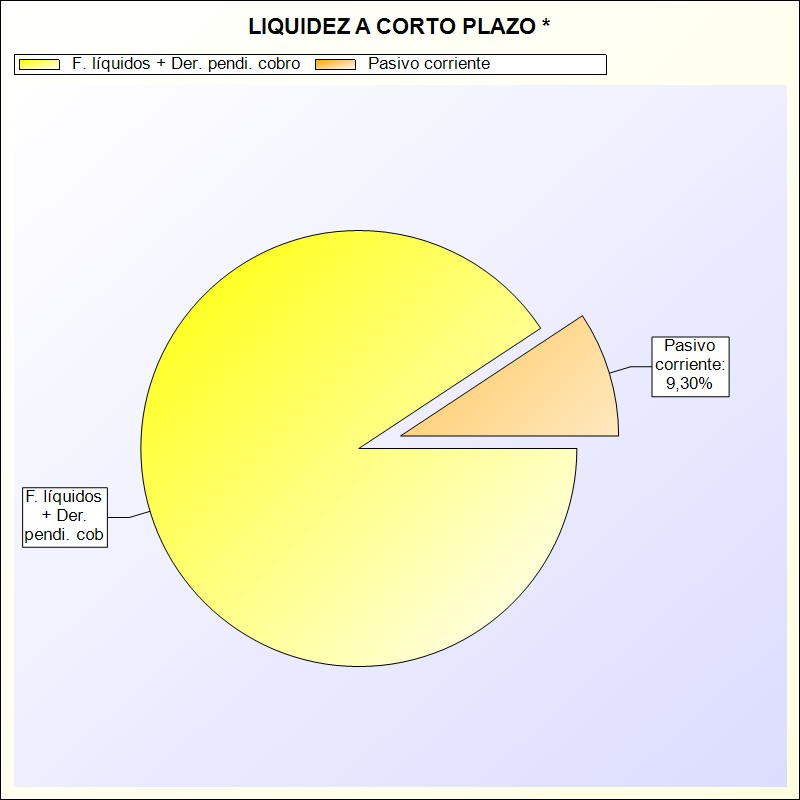 LIQUIDEZ A CORTO PLAZO *
F. líquidos + Der. pendi. cobro
Pasivo corriente
Pasivo
corriente:
9,30%
F. líquidos
+ Der.
pendi. cob